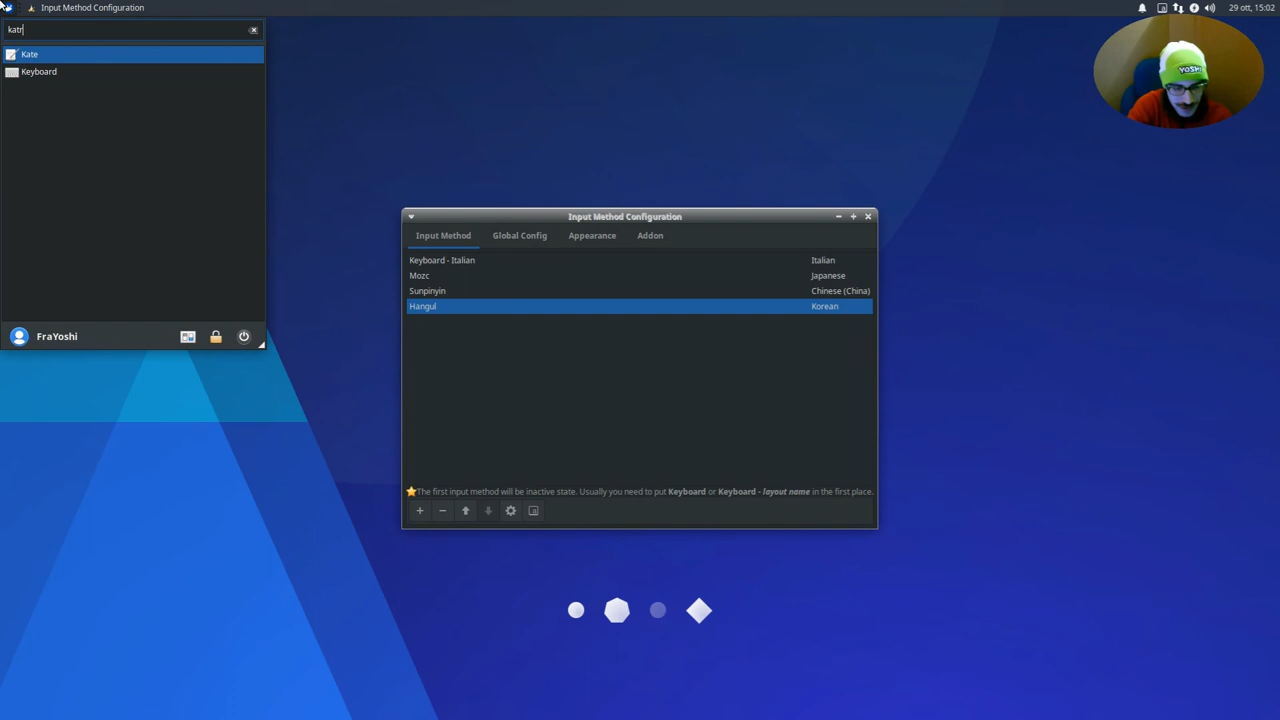 Input Method Configuration
29 ott, 15:02
katr
Kate
Keyboard
FraYoshi
YOSHI
Input Method Configuration
Input Method Global Config Appearance Addon
Keyboard - Italian Italian
Mozc Japanese
Sunpinyin Chinese (China)
Hangul Korean
The first input method will be inactive state. Usually you need to put Keyboard or Keyboard - layout name in the first place.